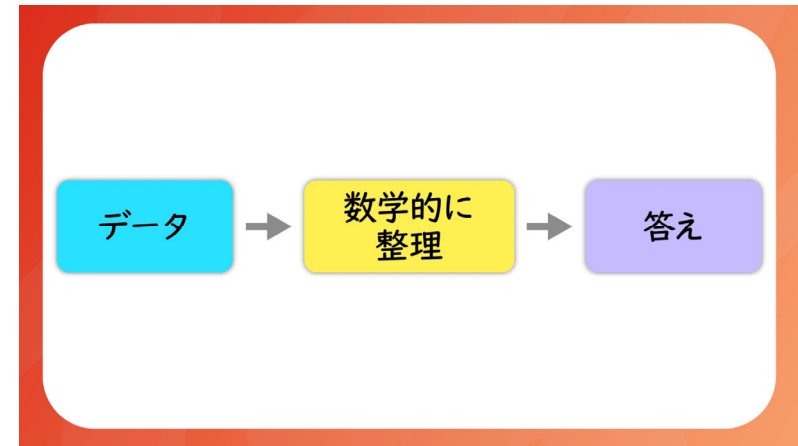 データ
数学的に
整理
答え